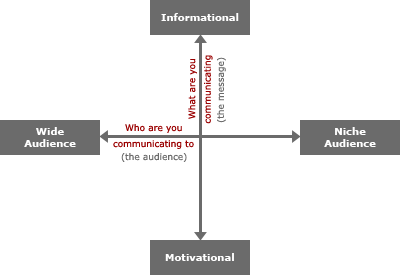 Informational
What are you
communicating
(the message)
Wide
Audience
Who are you
communicating to
(the audience)
Niche
Audience
Motivational